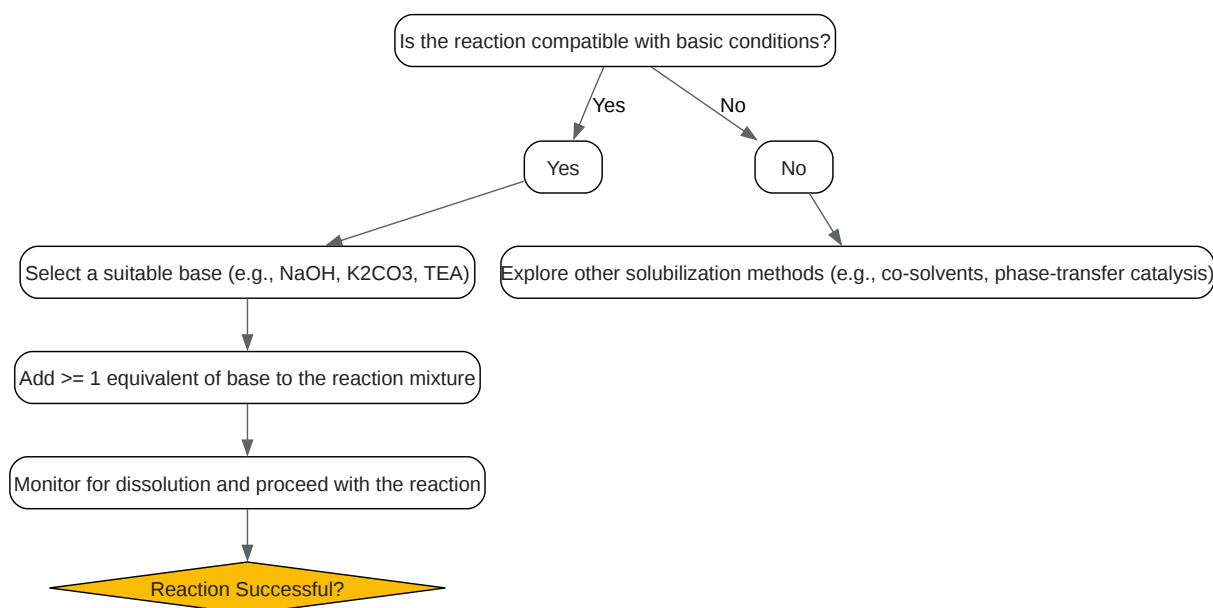 Is the reaction compatible with basic conditions?
Yes
No
Yes
No
Select a suitable base (e.g., NaOH, K2CO3, TEA)
Explore other solubilization methods (e.g., co-solvents, phase-transfer catalysis)
Add >= 1 equivalent of base to the reaction mixture
Monitor for dissolution and proceed with the reaction
Reaction Successful?